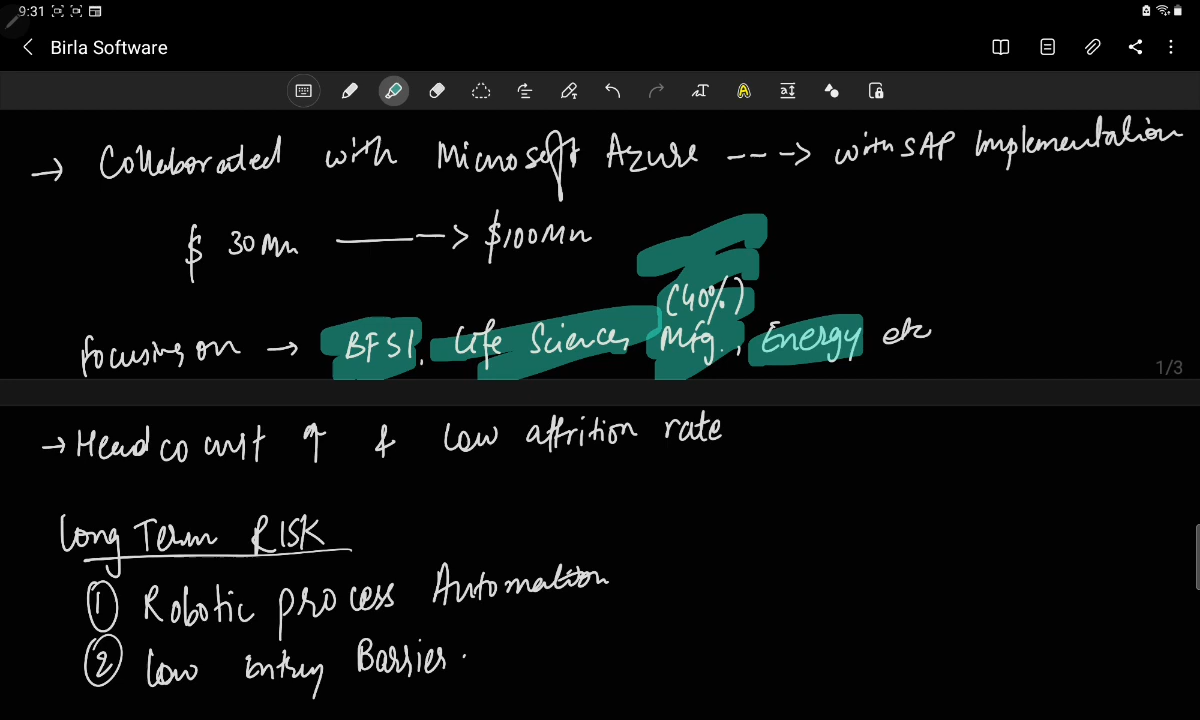 9:31
Birla Software
→ Collaborated with Microsoft Azure ---> with SAP Implementation
$ 30 Mn ---> $100 Mn
(40%)
focusing on → BFSI, Life Sciences, Mfg., Energy etc
1/3
→ Head count ↑ & low attrition rate
Long Term RISK
① Robotic process Automation
② Low Entry Barrier.